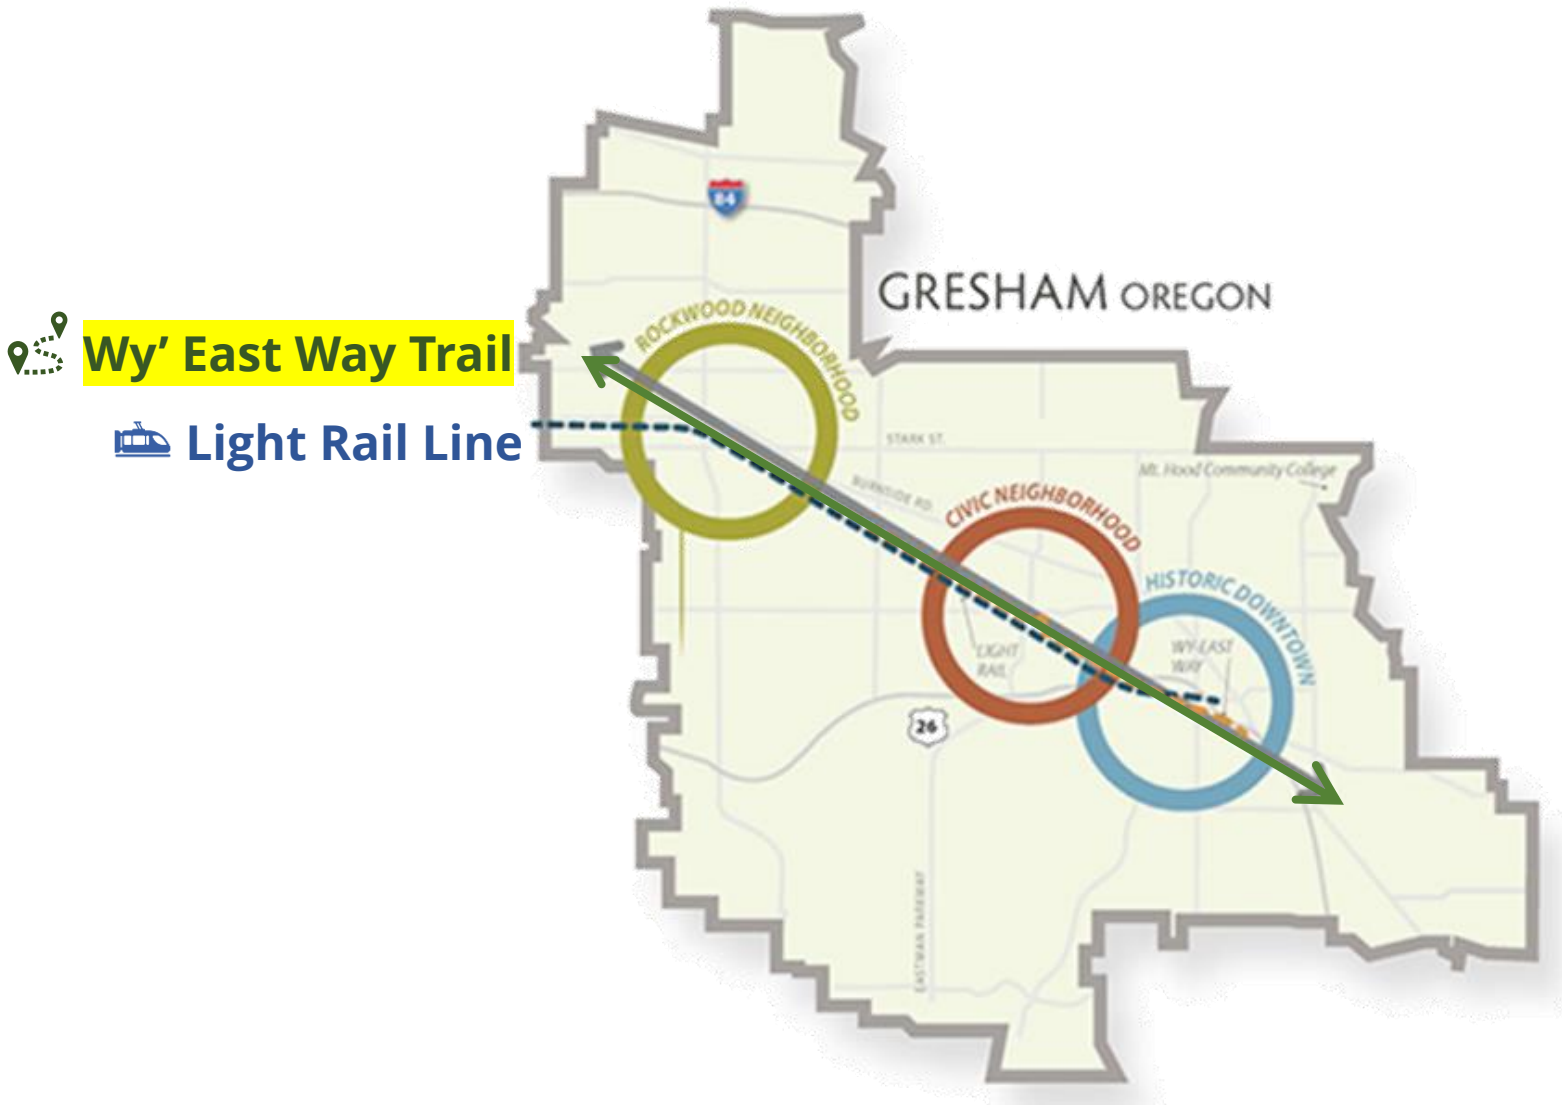 84
GRESHAM OREGON
ROCKWOOD NEIGHBORHOOD
Wy’ East Way Trail
Light Rail Line
STARK ST.
Mt. Hood Community College
BURNSIDE RD
CIVIC NEIGHBORHOOD
HISTORIC DOWNTOWN
LIGHT
RAIL
WY-EAST
WAY
26
EASTMAN PARKWAY